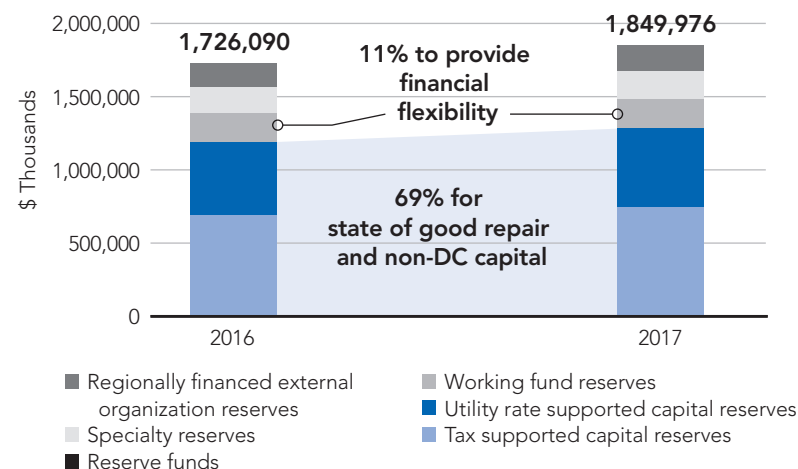 2,000,000
1,726,090
1,849,976
11% to provide
financial
flexibility
1,500,000
$ Thousands
1,000,000
69% for
state of good repair
and non-DC capital
500,000
0
2016
2017
Regionally financed external
organization reserves
Specialty reserves
Reserve funds
Working fund reserves
Utility rate supported capital reserves
Tax supported capital reserves